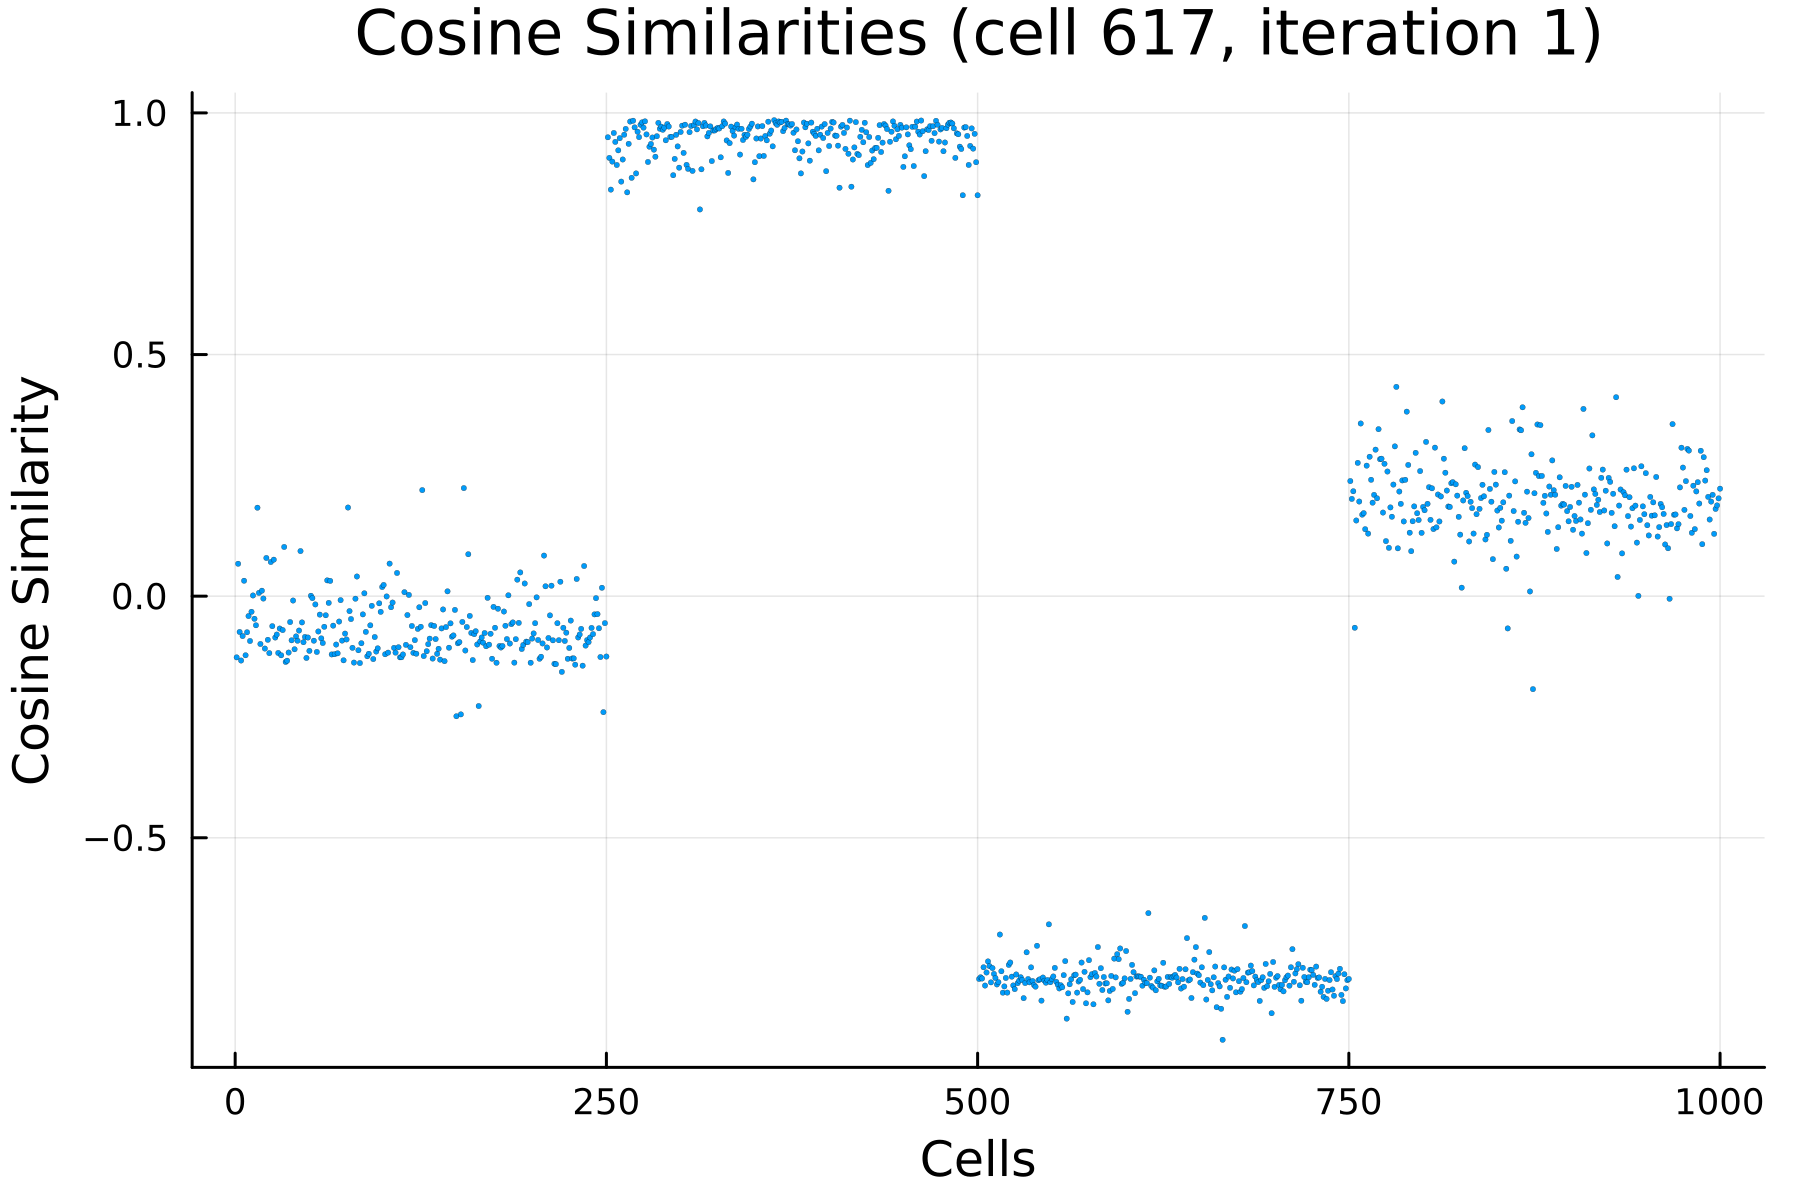 Cosine Similarities (cell 617, iteration 1)
Cosine Similarity
1.0
0.5
0.0
−0.5
0 250 500 750 1000
Cells